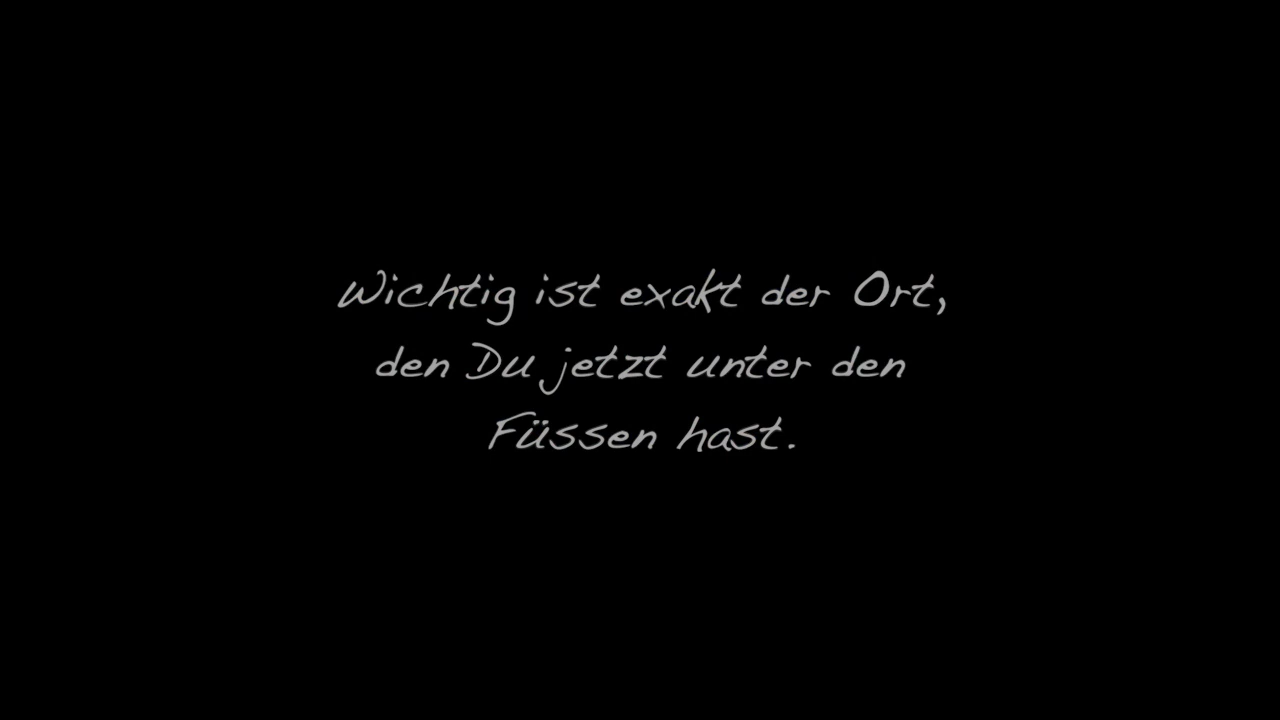 Wichtig ist exakt der Ort,
den Du jetzt unter den
Füssen hast.